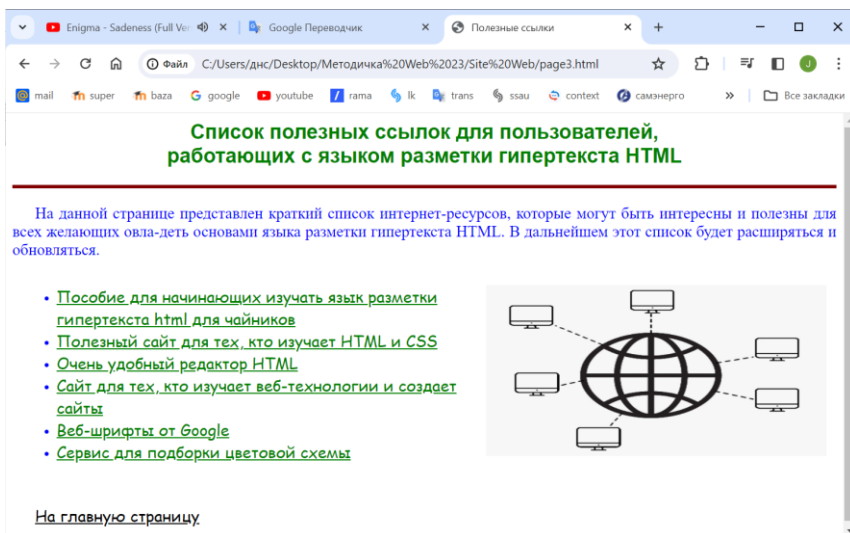 Enigma - Sadeness (Full Ver
Google Переводчик
Полезные ссылки
Файл C:/Users/днс/Desktop/Методичка%20Web%2023/Site%20Web/page3.html
mail super baza google youtube rama lk trans ssau context самэнерго » Все закладки
Список полезных ссылок для пользователей,
работающих с языком разметки гипертекста HTML
На данной странице представлен краткий список интернет-ресурсов, которые могут быть интересны и полезны для
всех желающих овла-деть основами языка разметки гипертекста HTML. В дальнейшем этот список будет расширяться и
обновляться.
• Пособие для начинающих изучать язык разметки
гипертекста html для чайников
• Полезный сайт для тех, кто изучает HTML и CSS
• Очень удобный редактор HTML
• Сайт для тех, кто изучает веб-технологии и создает
сайты
• Веб-шрифты от Google
• Сервис для подборки цветовой схемы
На главную страницу